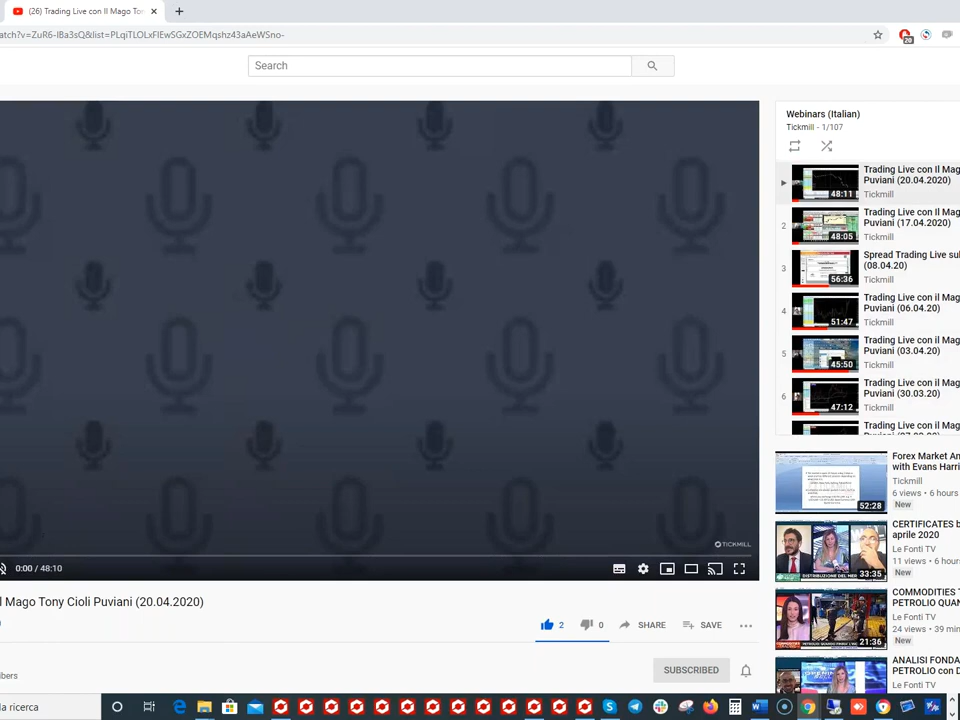 (26) Trading Live con Il Mago To
atch?v=ZuR6-lBa3sQ&list=PLqiTLOLxFlEwSGxZOEMqshz43aAeWSno-
Search
Webinars (Italian)
Tickmill - 1/107
Trading Live con Il Mag
Puviani (20.04.2020)
Tickmill
48:11
2
Trading Live con Il Mag
Puviani (17.04.2020)
Tickmill
48:05
3
Spread Trading Live sul
(08.04.20)
Tickmill
56:36
4
Trading Live con il Mag
Puviani (06.04.20)
Tickmill
51:47
5
Trading Live con il Mag
Puviani (03.04.20)
Tickmill
45:50
6
Trading Live con il Mag
Puviani (30.03.20)
Tickmill
47:12
Trading Live con il Mag
TICKMILL
0:00 / 48:10
l Mago Tony Cioli Puviani (20.04.2020)
2
0
SHARE
SAVE
ibers
SUBSCRIBED
Forex Market An
with Evans Harri
Tickmill
6 views • 6 hours
New
52:28
CERTIFICATES b
aprile 2020
Le Fonti TV
11 views • 6 hours
New
DISTRIBUZIONE DEL MER
33:35
COMMODITIES T
PETROLIO QUAN
Le Fonti TV
24 views • 39 min
New
21:36
ANALISI FONDA
PETROLIO con D
Le Fonti TV
la ricerca